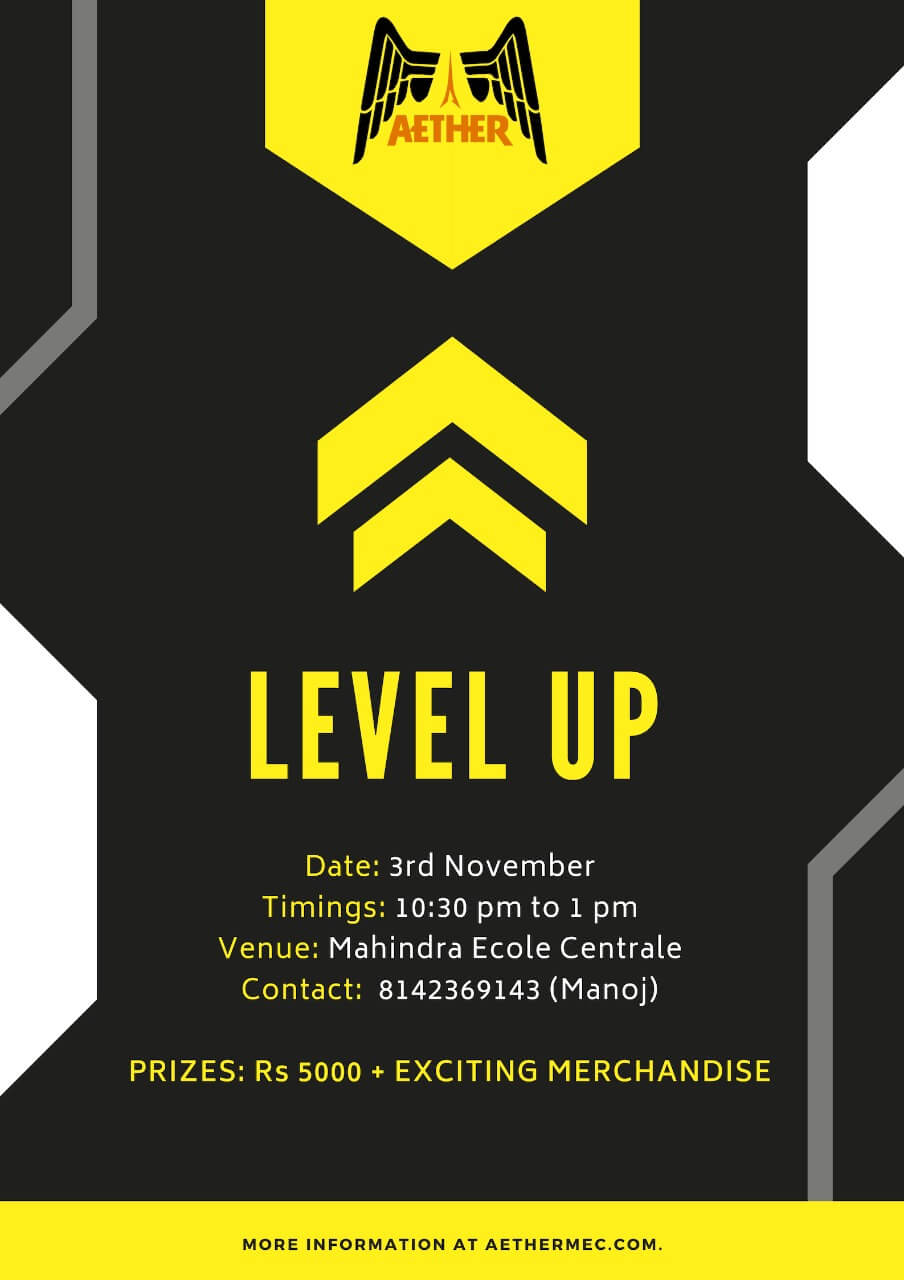 AETHER
LEVEL UP
Date: 3rd November
Timings: 10:30 pm to 1 pm
Venue: Mahindra Ecole Centrale
Contact: 8142369143 (Manoj)
PRIZES: Rs 5000 + EXCITING MERCHANDISE
MORE INFORMATION AT AETHERMEC.COM.